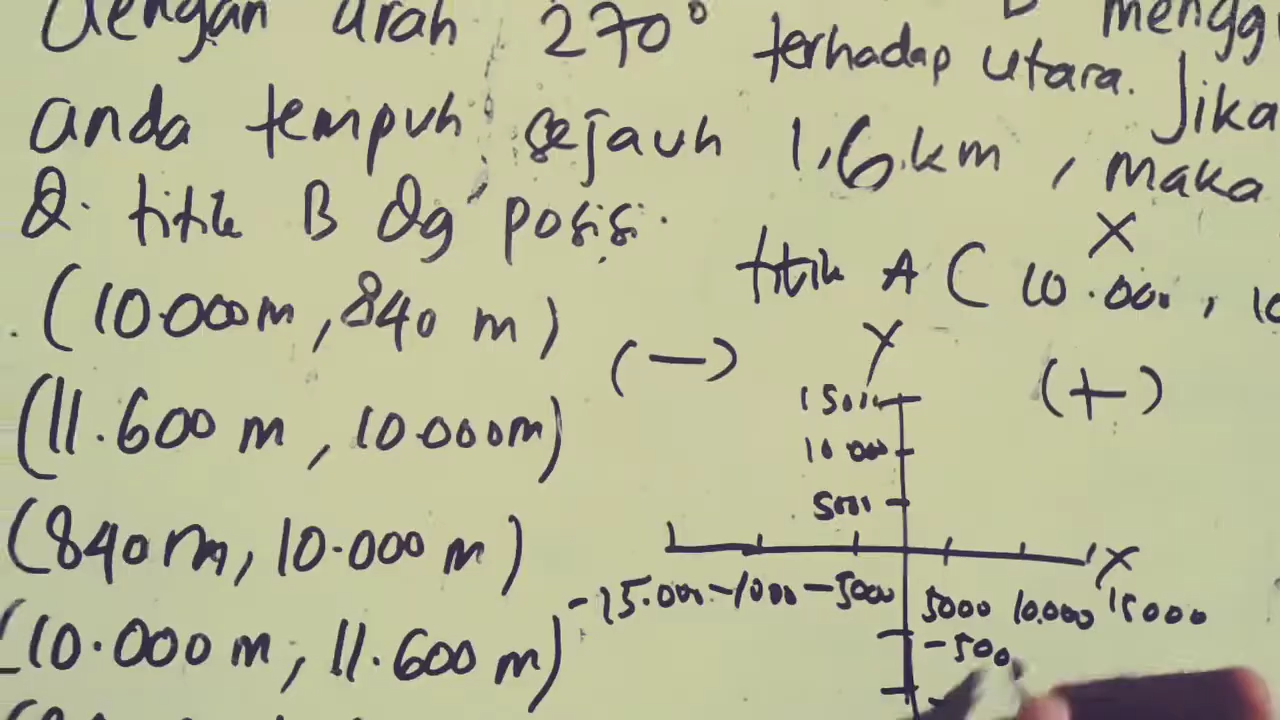 dengan arah 270° terhadap utara. Jika
anda tempuh sejauh 1,6 km, maka
titik B dg posisi.
(10.000 m, 840 m)
(11.600 m, 10.000 m)
(840 m, 10.000 m)
(10.000 m, 11.600 m)
X
titik A (10.000, 10
Y
(-)
(+)
10 000
5000
X
-15.000 -1000 -5000
5000 10.000 15000
-500